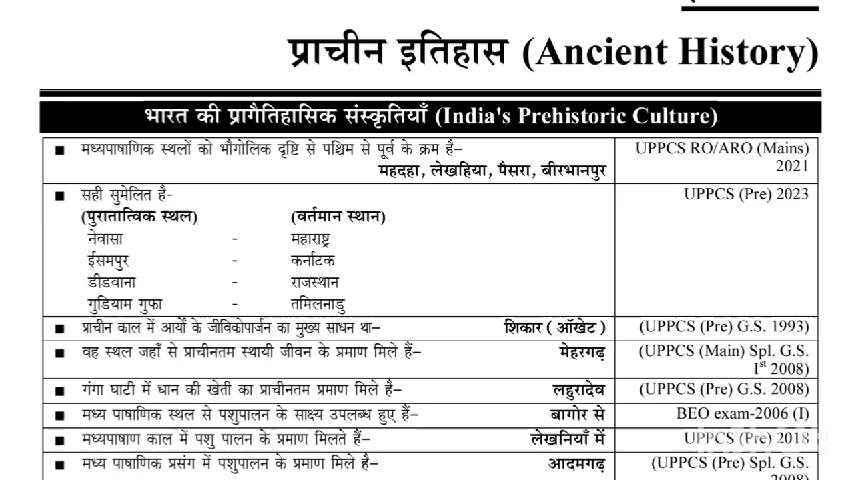 प्राचीन इतिहास (Ancient History)
भारत की प्रागैतिहासिक संस्कृतियाँ (India's Prehistoric Culture)
■ मध्यपाषाणिक स्थलों को भौगोलिक दृष्टि से पश्चिम से पूर्व के क्रम है– UPPCS RO/ARO (Mains)
महदहा, लेखहिया, पैसरा, बीरभानपुर 2021
■ सही सुमेलित है- UPPCS (Pre) 2023
(पुरातात्विक स्थल) (वर्तमान स्थान)
नेवासा - महाराष्ट्र
ईसमपुर - कर्नाटक
डीडवाना - राजस्थान
गुडियाम गुफा - तमिलनाडु
■ प्राचीन काल में आर्यों के जीविकोपार्जन का मुख्य साधन था– शिकार ( ऑखेट ) (UPPCS (Pre) G.S. 1993)
■ वह स्थल जहाँ से प्राचीनतम स्थायी जीवन के प्रमाण मिले हैं– मेहरगढ़ (UPPCS (Main) Spl. G.S.
Ist 2008)
■ गंगा घाटी में धान की खेती का प्राचीनतम प्रमाण मिले है– लहुरादेव (UPPCS (Pre) G.S. 2008)
■ मध्य पाषाणिक स्थल से पशुपालन के साक्ष्य उपलब्ध हुए हैं– बागोर से BEO exam-2006 (I)
■ मध्यपाषाण काल में पशु पालन के प्रमाण मिलते हैं– लेखनियाँ में UPPCS (Pre) 2018
■ मध्य पाषाणिक प्रसंग में पशुपालन के प्रमाण मिले है– आदमगढ़ (UPPCS (Pre) Spl. G.S.
2008)